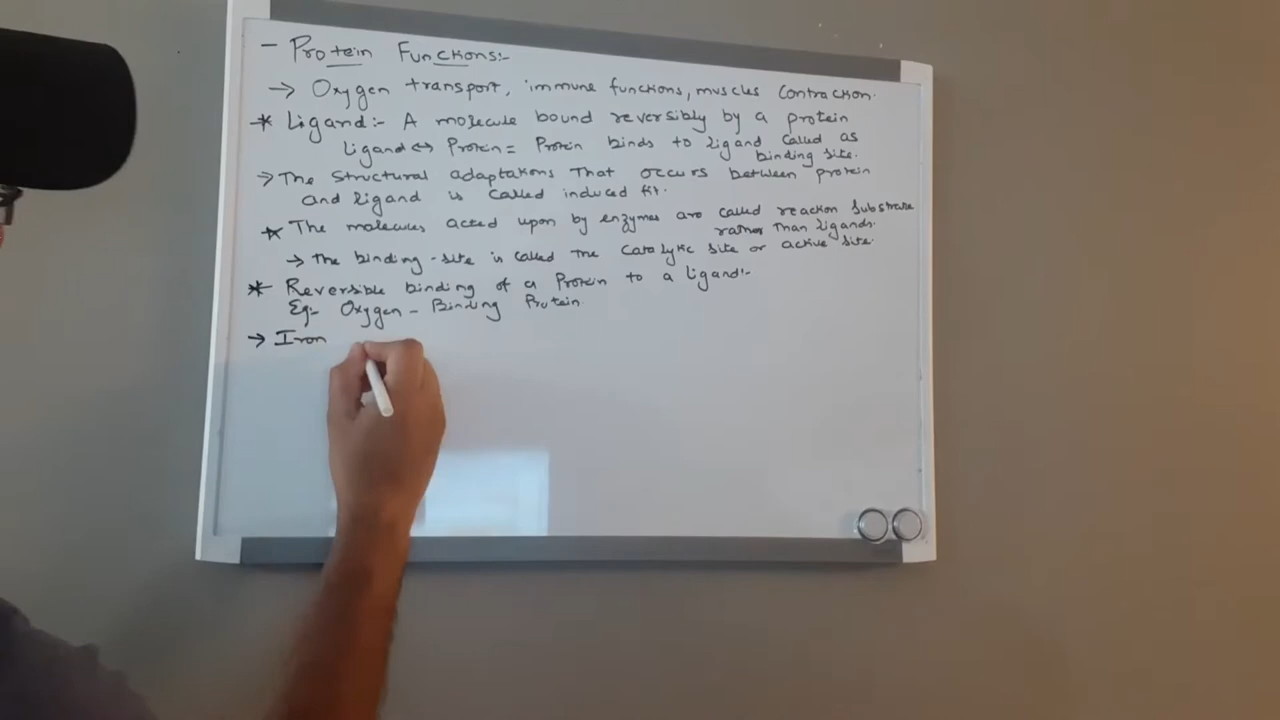 - Protein Functions:-
→ Oxygen transport, immune functions, muscles contraction.
* Ligand:- A molecule bound reversibly by a protein
Ligand ↔ Protein = Protein binds to ligand called as
binding site.
→ The structural adaptations that occurs between protein
and ligand is called induced fit.
* The molecules acted upon by enzymes are called reaction substrate
rather than ligands.
→ The binding-site is called the catalytic site or active site.
* Reversible binding of a Protein to a ligand:-
Eg:- Oxygen - Binding Protein.
→ Iron